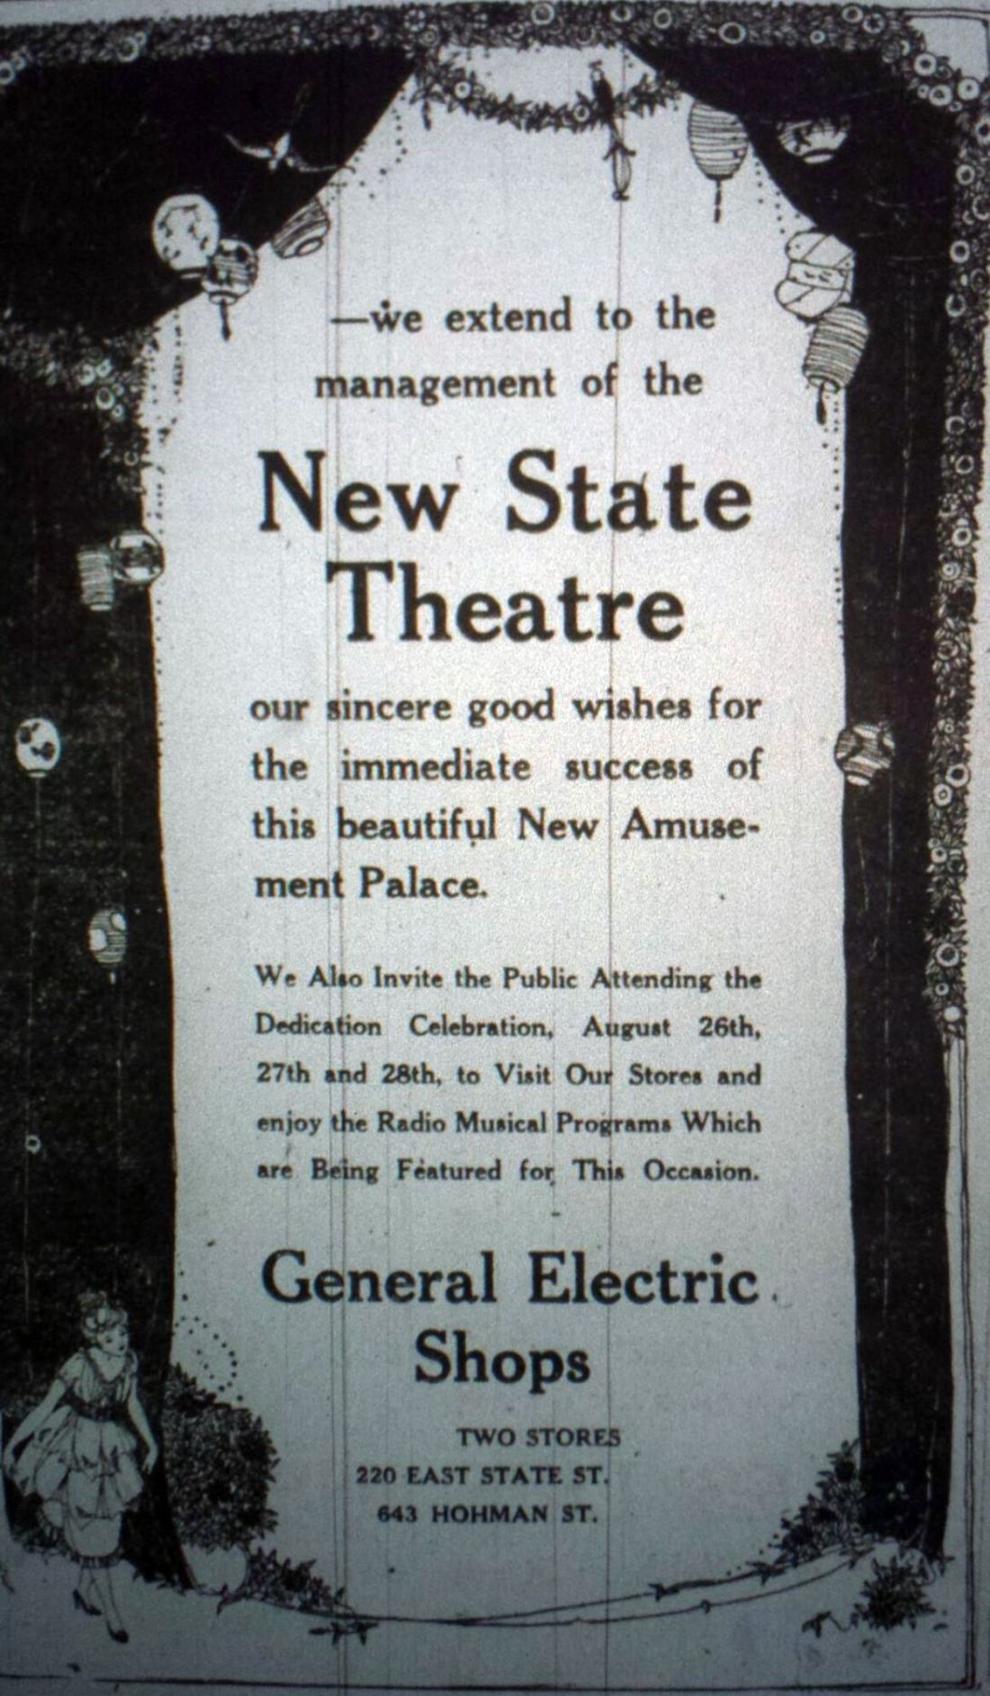 —we extend to the
management of the
New State
Theatre
our sincere good wishes for
the immediate success of
this beautiful New Amuse-
ment Palace.
We Also Invite the Public Attending the
Dedication Celebration, August 26th,
27th and 28th, to Visit Our Stores and
enjoy the Radio Musical Programs Which
are Being Featured for This Occasion.
General Electric
Shops
TWO STORES
220 EAST STATE ST.
643 HOHMAN ST.